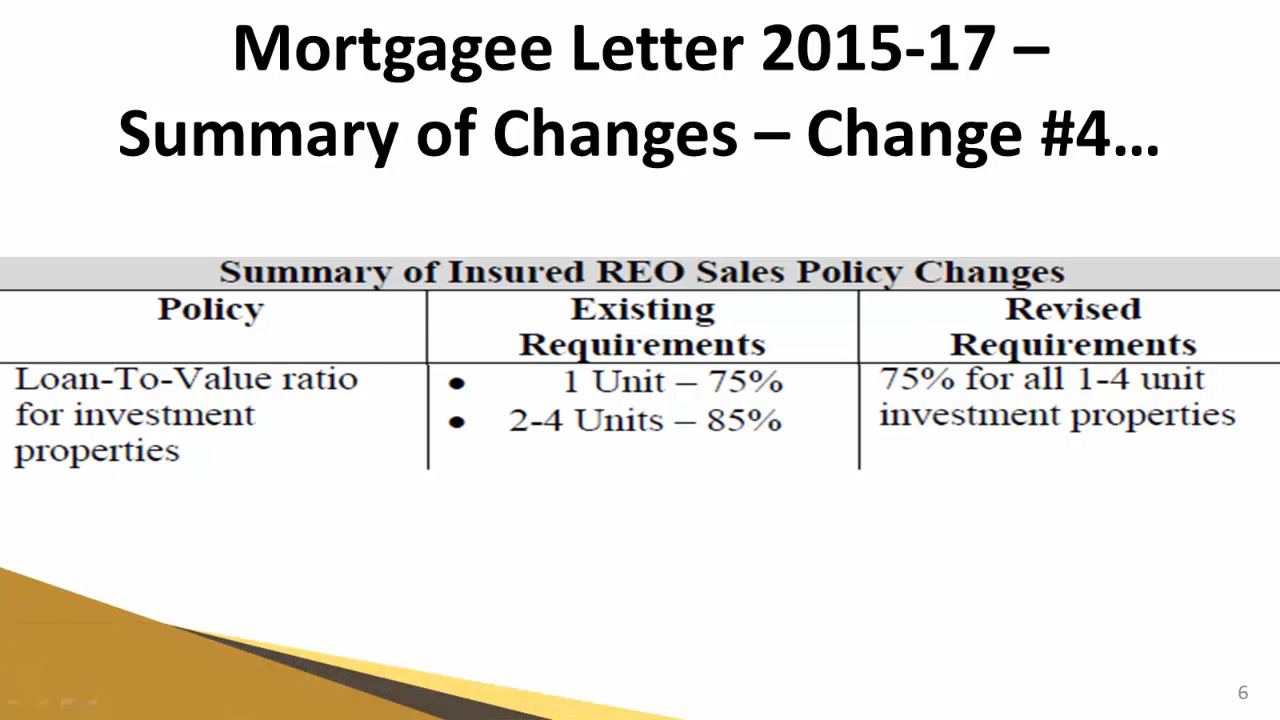 Mortgagee Letter 2015-17 –
Summary of Changes – Change #4…
Summary of Insured REO Sales Policy Changes
Policy
Existing
Requirements
Revised
Requirements
Loan-To-Value ratio
for investment
properties
• 1 Unit – 75%
• 2-4 Units – 85%
75% for all 1-4 unit
investment properties
6